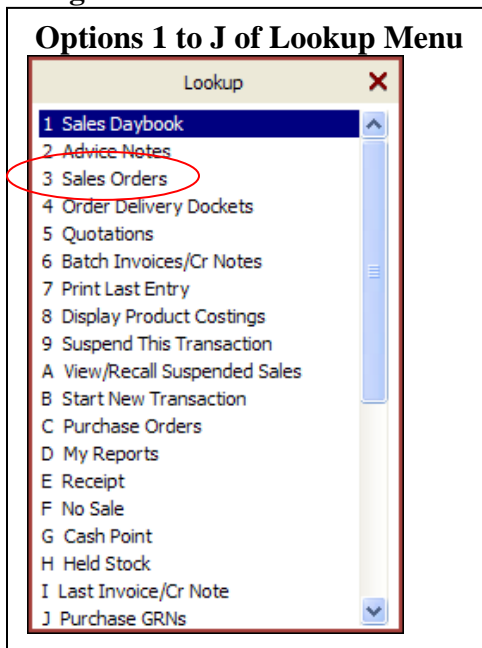 Options 1 to J of Lookup Menu
Lookup
1 Sales Daybook
2 Advice Notes
3 Sales Orders
4 Order Delivery Dockets
5 Quotations
6 Batch Invoices/Cr Notes
7 Print Last Entry
8 Display Product Costings
9 Suspend This Transaction
A View/Recall Suspended Sales
B Start New Transaction
C Purchase Orders
D My Reports
E Receipt
F No Sale
G Cash Point
H Held Stock
I Last Invoice/Cr Note
J Purchase GRNs